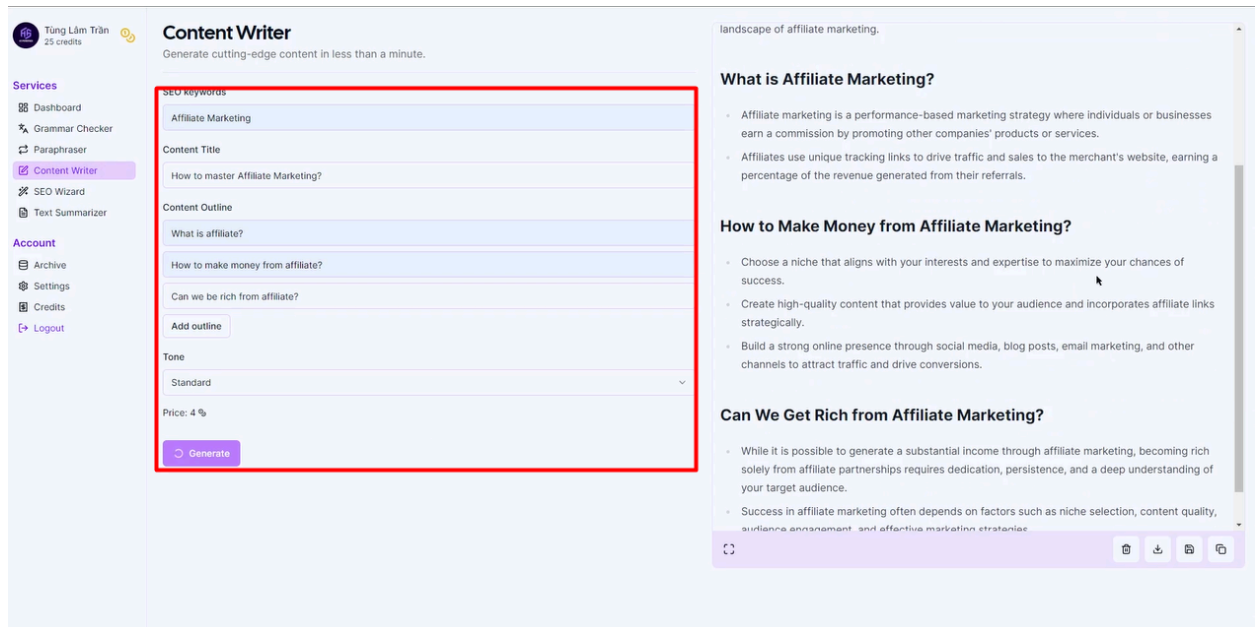 Tùng Lâm Trần
25 credits
Services
Dashboard
Grammar Checker
Paraphraser
Content Writer
SEO Wizard
Text Summarizer
Account
Archive
Settings
Credits
Logout
Content Writer
Generate cutting-edge content in less than a minute.
SEO keywords
Affiliate Marketing
Content Title
How to master Affiliate Marketing?
Content Outline
What is affiliate?
How to make money from affiliate?
Can we be rich from affiliate?
Add outline
Tone
Standard
Price: 4
Generate
landscape of affiliate marketing.
What is Affiliate Marketing?
Affiliate marketing is a performance-based marketing strategy where individuals or businesses
earn a commission by promoting other companies' products or services.
Affiliates use unique tracking links to drive traffic and sales to the merchant's website, earning a
percentage of the revenue generated from their referrals.
How to Make Money from Affiliate Marketing?
Choose a niche that aligns with your interests and expertise to maximize your chances of
success.
Create high-quality content that provides value to your audience and incorporates affiliate links
strategically.
Build a strong online presence through social media, blog posts, email marketing, and other
channels to attract traffic and drive conversions.
Can We Get Rich from Affiliate Marketing?
While it is possible to generate a substantial income through affiliate marketing, becoming rich
solely from affiliate partnerships requires dedication, persistence, and a deep understanding of
your target audience.
Success in affiliate marketing often depends on factors such as niche selection, content quality,
audience engagement, and effective marketing strategies.